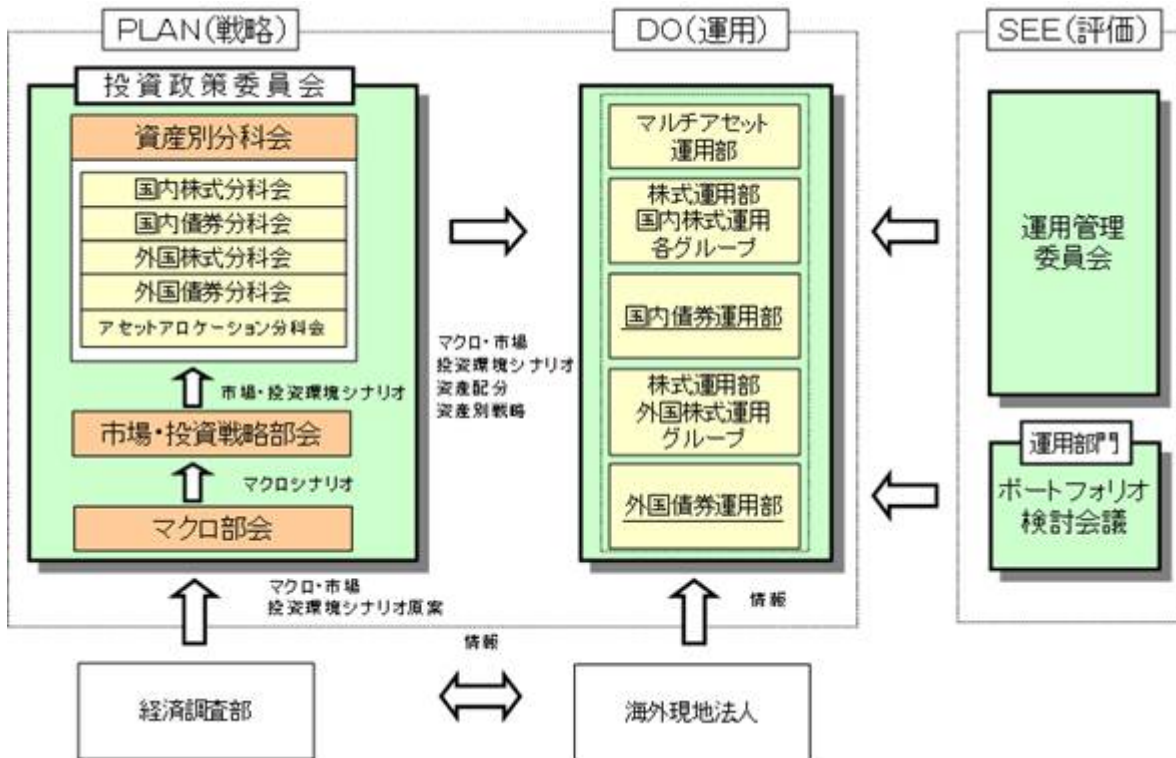 PLAN(戦略)
投資政策委員会
資産別分科会
国内株式分科会
国内債券分科会
外国株式分科会
外国債券分科会
アセットアロケーション分科会
市場・投資環境シナリオ
市場・投資戦略部会
マクロシナリオ
マクロ部会
マクロ・市場
投資環境シナリオ
資産配分
資産別戦略
DO(運用)
マルチアセット
運用部
株式運用部
国内株式運用
各グループ
国内債券運用部
株式運用部
外国株式運用
グループ
外国債券運用部
SEE(評価)
運用管理
委員会
運用部門
ポートフォリオ
検討会議
マクロ・市場
投資環境シナリオ原案
情報
情報
経済調査部
海外現地法人